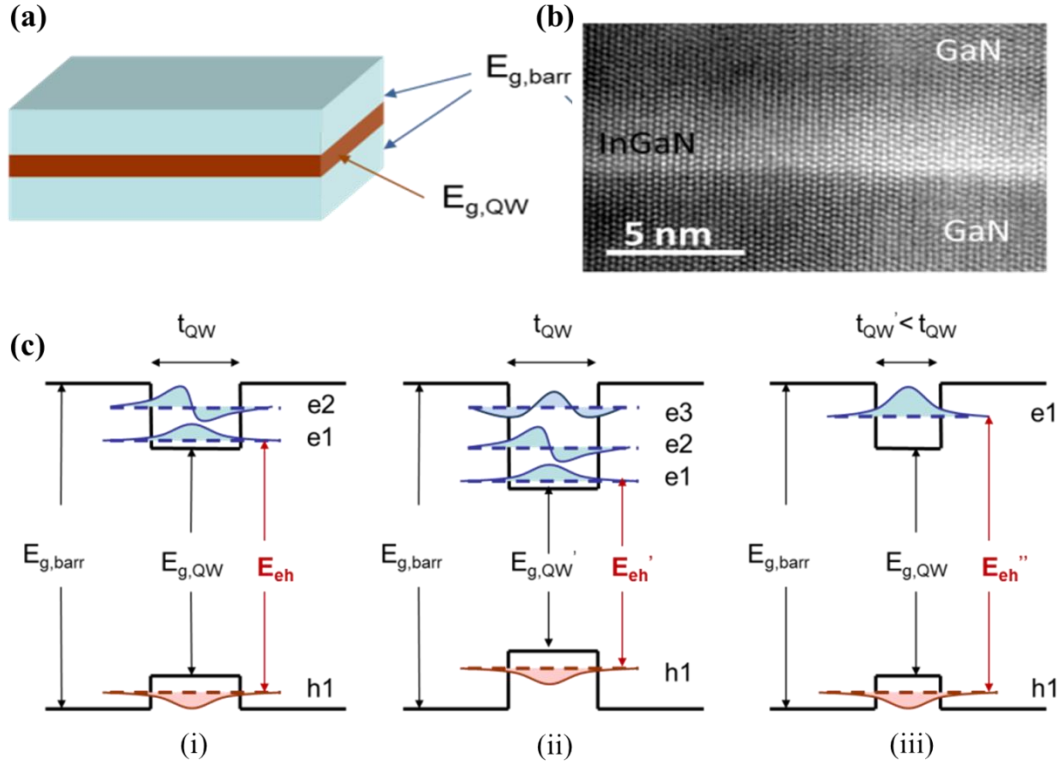 (a)
E_g,barr
E_g,QW
(b)
GaN
InGaN
GaN
5 nm
(c)
t_QW
e2
e1
E_g,barr
E_g,QW
E_eh
h1
(i)
t_QW
e3
e2
e1
E_g,barr
E_g,QW'
E_eh'
h1
(ii)
t_QW'< t_QW
e1
E_g,barr
E_g,QW
E_eh''
h1
(iii)